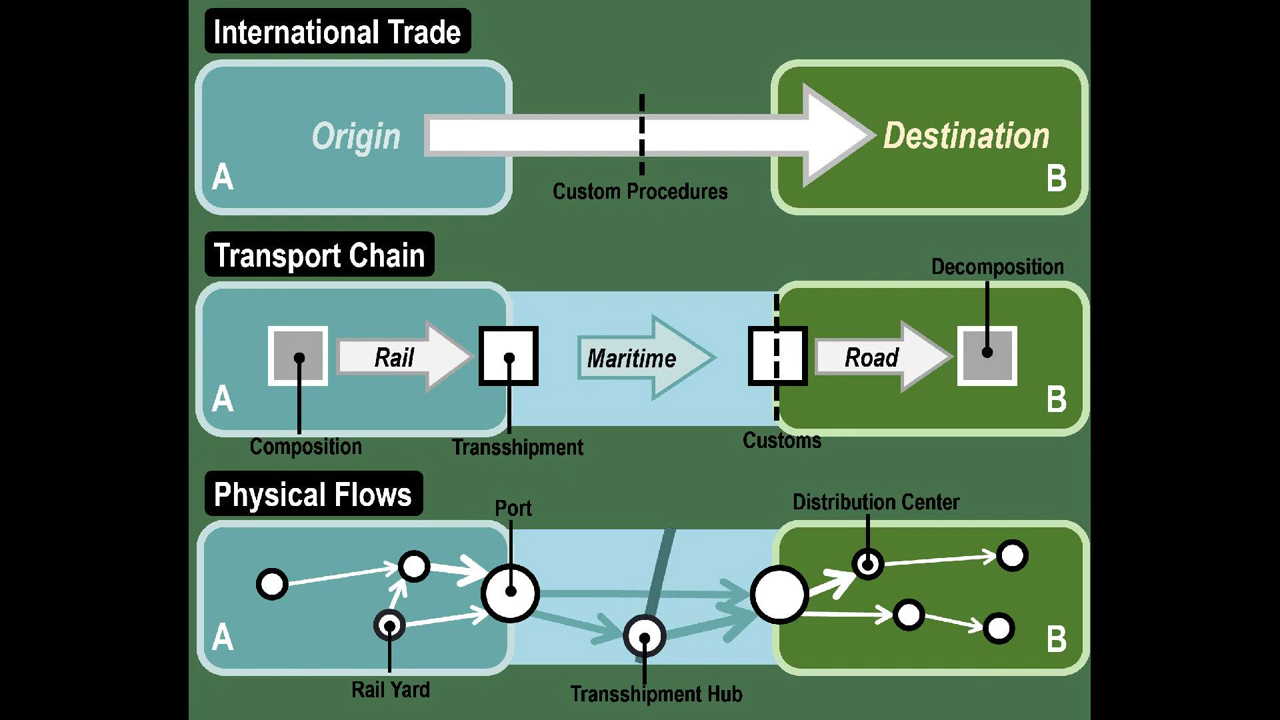 International Trade
Origin
Destination
A
B
Custom Procedures
Transport Chain
Decomposition
Rail
Maritime
Road
A
B
Composition
Transshipment
Customs
Physical Flows
Port
Distribution Center
A
B
Rail Yard
Transshipment Hub